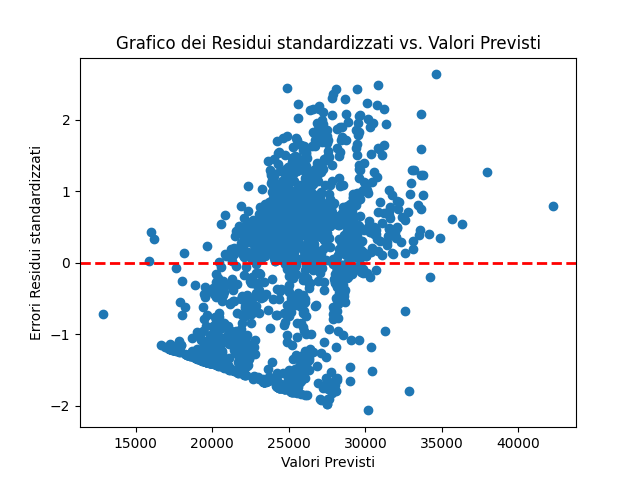 Grafico dei Residui standardizzati vs. Valori Previsti
Errori Residui standardizzati
2
1
0
−1
−2
15000 20000 25000 30000 35000 40000
Valori Previsti